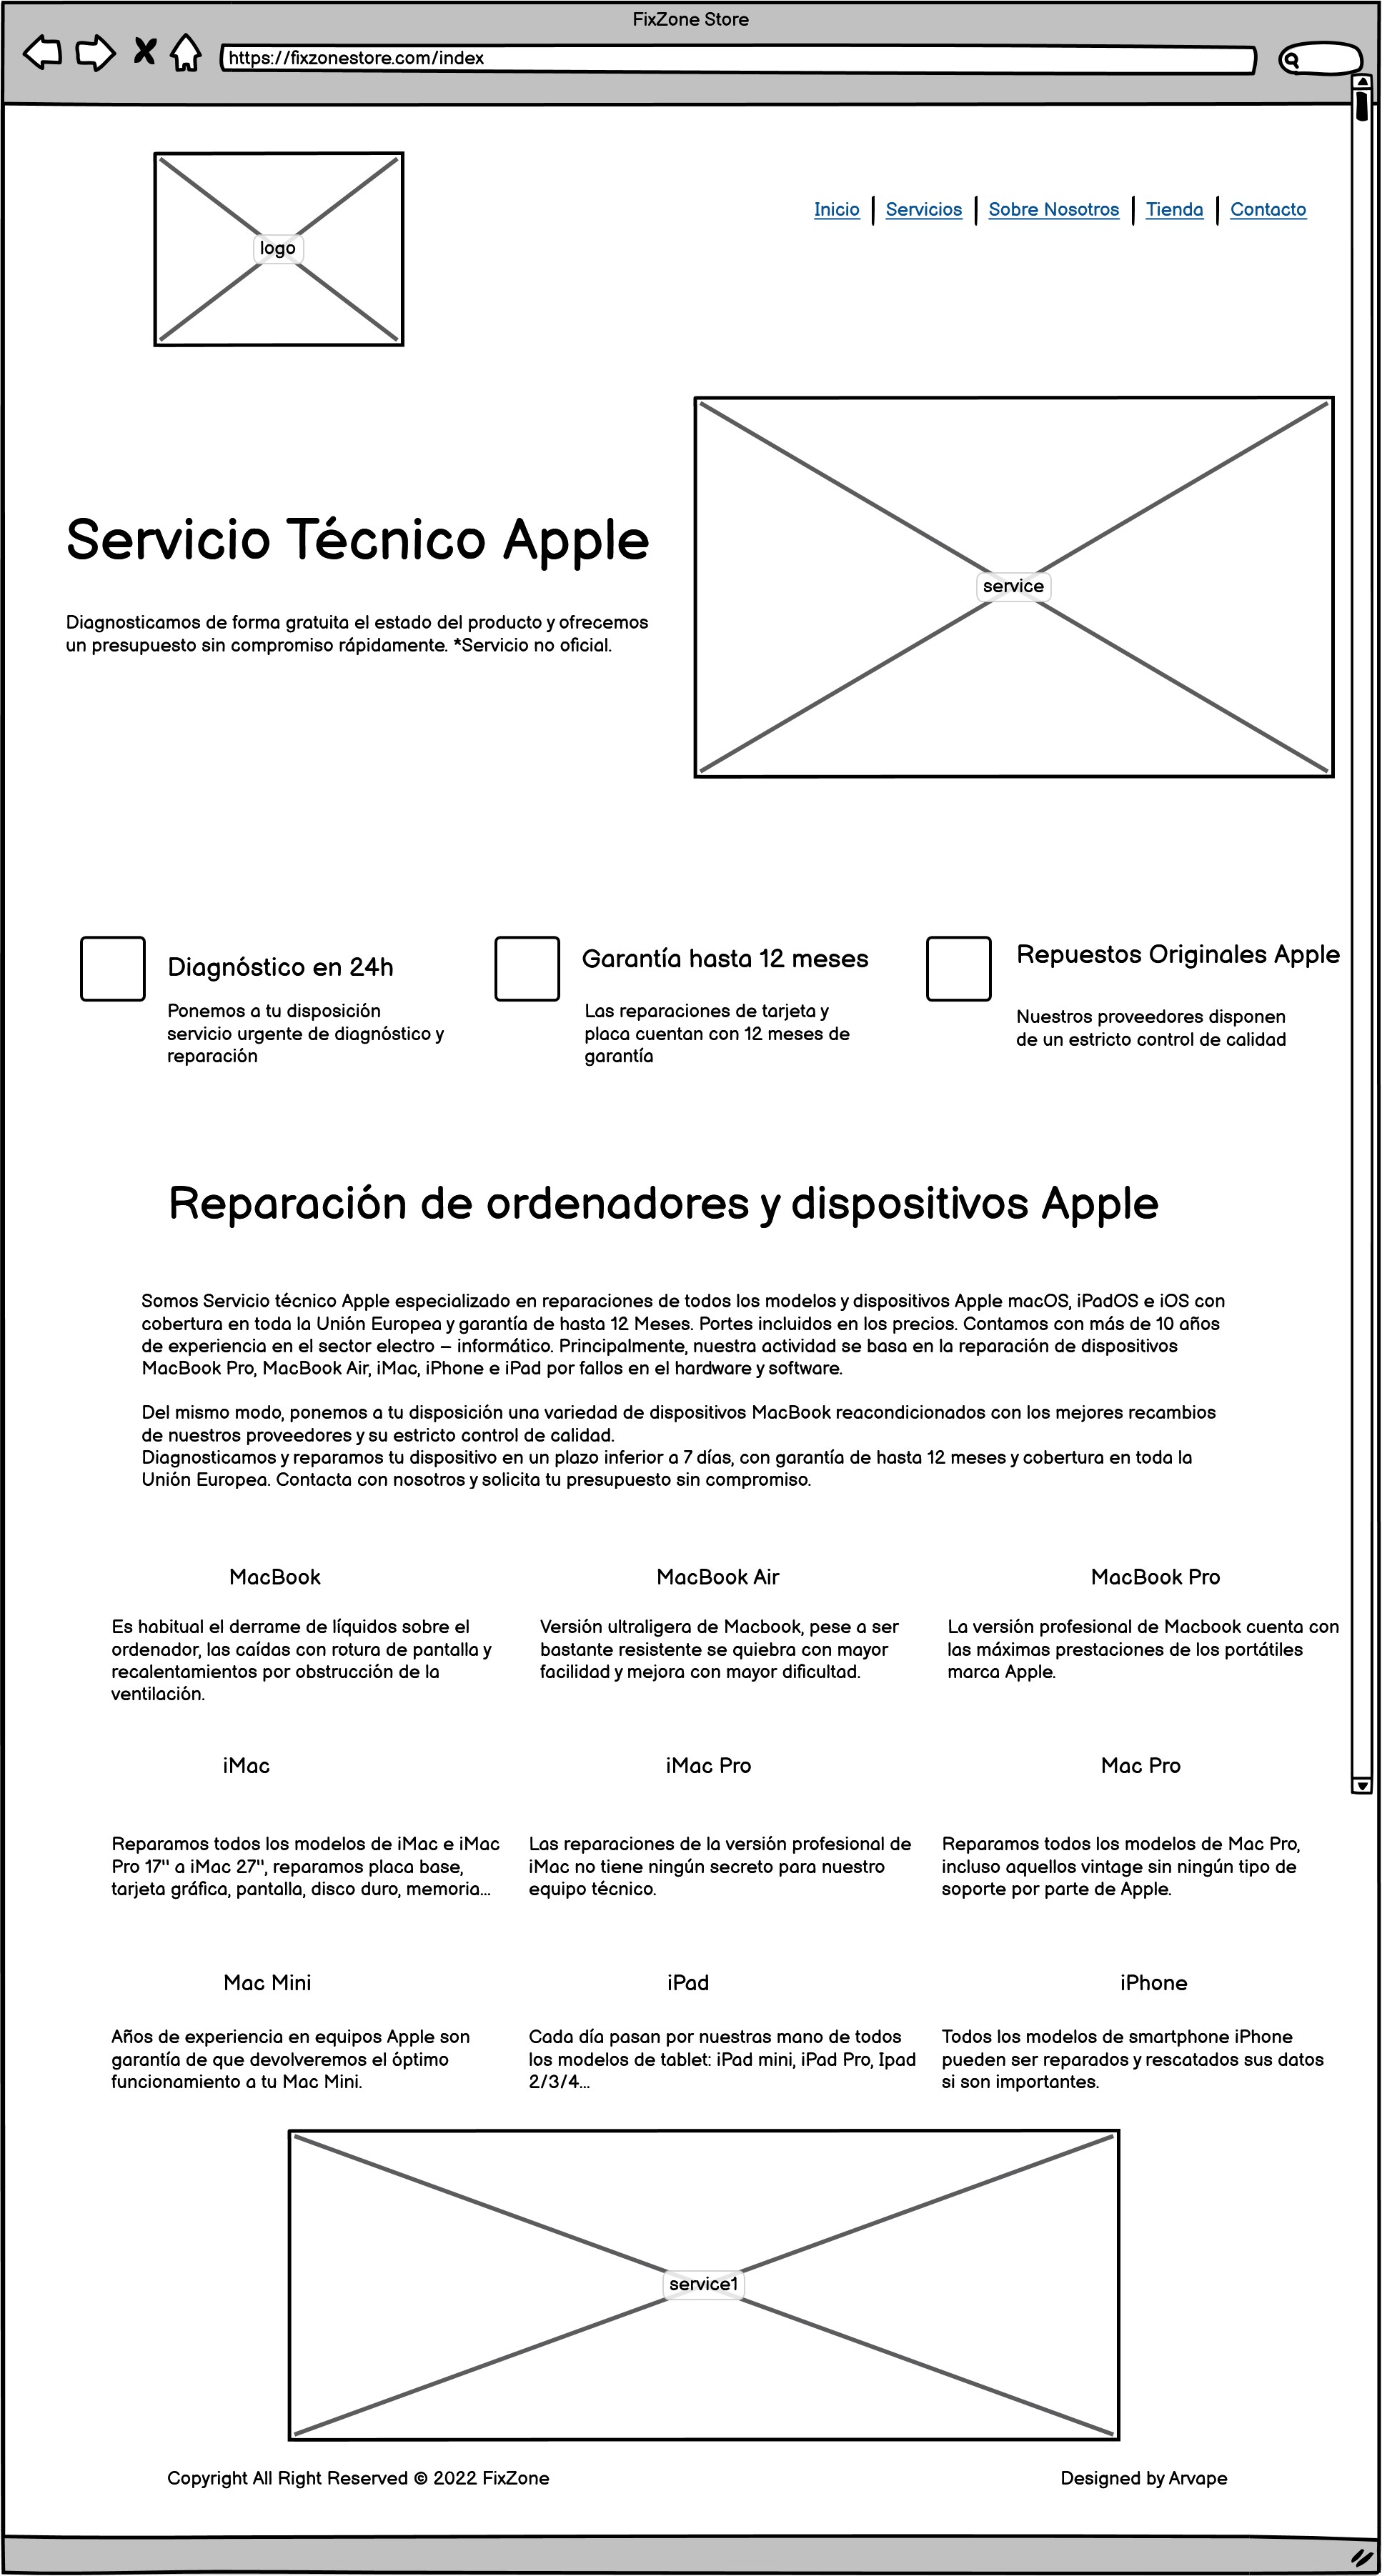 FixZone Store
https://fixzonestore.com/index
logo
Inicio
Servicios
Sobre Nosotros
Tienda
Contacto
service
Servicio Técnico Apple
Diagnosticamos de forma gratuita el estado del producto y ofrecemos
un presupuesto sin compromiso rápidamente. *Servicio no oficial.
Diagnóstico en 24h
Ponemos a tu disposición
servicio urgente de diagnóstico y
reparación
Garantía hasta 12 meses
Las reparaciones de tarjeta y
placa cuentan con 12 meses de
garantía
Repuestos Originales Apple
Nuestros proveedores disponen
de un estricto control de calidad
Reparación de ordenadores y dispositivos Apple
Somos Servicio técnico Apple especializado en reparaciones de todos los modelos y dispositivos Apple macOS, iPadOS e iOS con
cobertura en toda la Unión Europea y garantía de hasta 12 Meses. Portes incluidos en los precios. Contamos con más de 10 años
de experiencia en el sector electro – informático. Principalmente, nuestra actividad se basa en la reparación de dispositivos
MacBook Pro, MacBook Air, iMac, iPhone e iPad por fallos en el hardware y software.
Del mismo modo, ponemos a tu disposición una variedad de dispositivos MacBook reacondicionados con los mejores recambios
de nuestros proveedores y su estricto control de calidad.
Diagnosticamos y reparamos tu dispositivo en un plazo inferior a 7 días, con garantía de hasta 12 meses y cobertura en toda la
Unión Europea. Contacta con nosotros y solicita tu presupuesto sin compromiso.
MacBook
Es habitual el derrame de líquidos sobre el
ordenador, las caídas con rotura de pantalla y
recalentamientos por obstrucción de la
ventilación.
MacBook Air
Versión ultraligera de Macbook, pese a ser
bastante resistente se quiebra con mayor
facilidad y mejora con mayor dificultad.
MacBook Pro
La versión profesional de Macbook cuenta con
las máximas prestaciones de los portátiles
marca Apple.
iMac
Reparamos todos los modelos de iMac e iMac
Pro 17" a iMac 27", reparamos placa base,
tarjeta gráfica, pantalla, disco duro, memoria...
iMac Pro
Las reparaciones de la versión profesional de
iMac no tiene ningún secreto para nuestro
equipo técnico.
Mac Pro
Reparamos todos los modelos de Mac Pro,
incluso aquellos vintage sin ningún tipo de
soporte por parte de Apple.
Mac Mini
Años de experiencia en equipos Apple son
garantía de que devolveremos el óptimo
funcionamiento a tu Mac Mini.
iPad
Cada día pasan por nuestras mano de todos
los modelos de tablet: iPad mini, iPad Pro, Ipad
2/3/4...
iPhone
Todos los modelos de smartphone iPhone
pueden ser reparados y rescatados sus datos
si son importantes.
service1
Copyright All Right Reserved © 2022 FixZone
Designed by Arvape